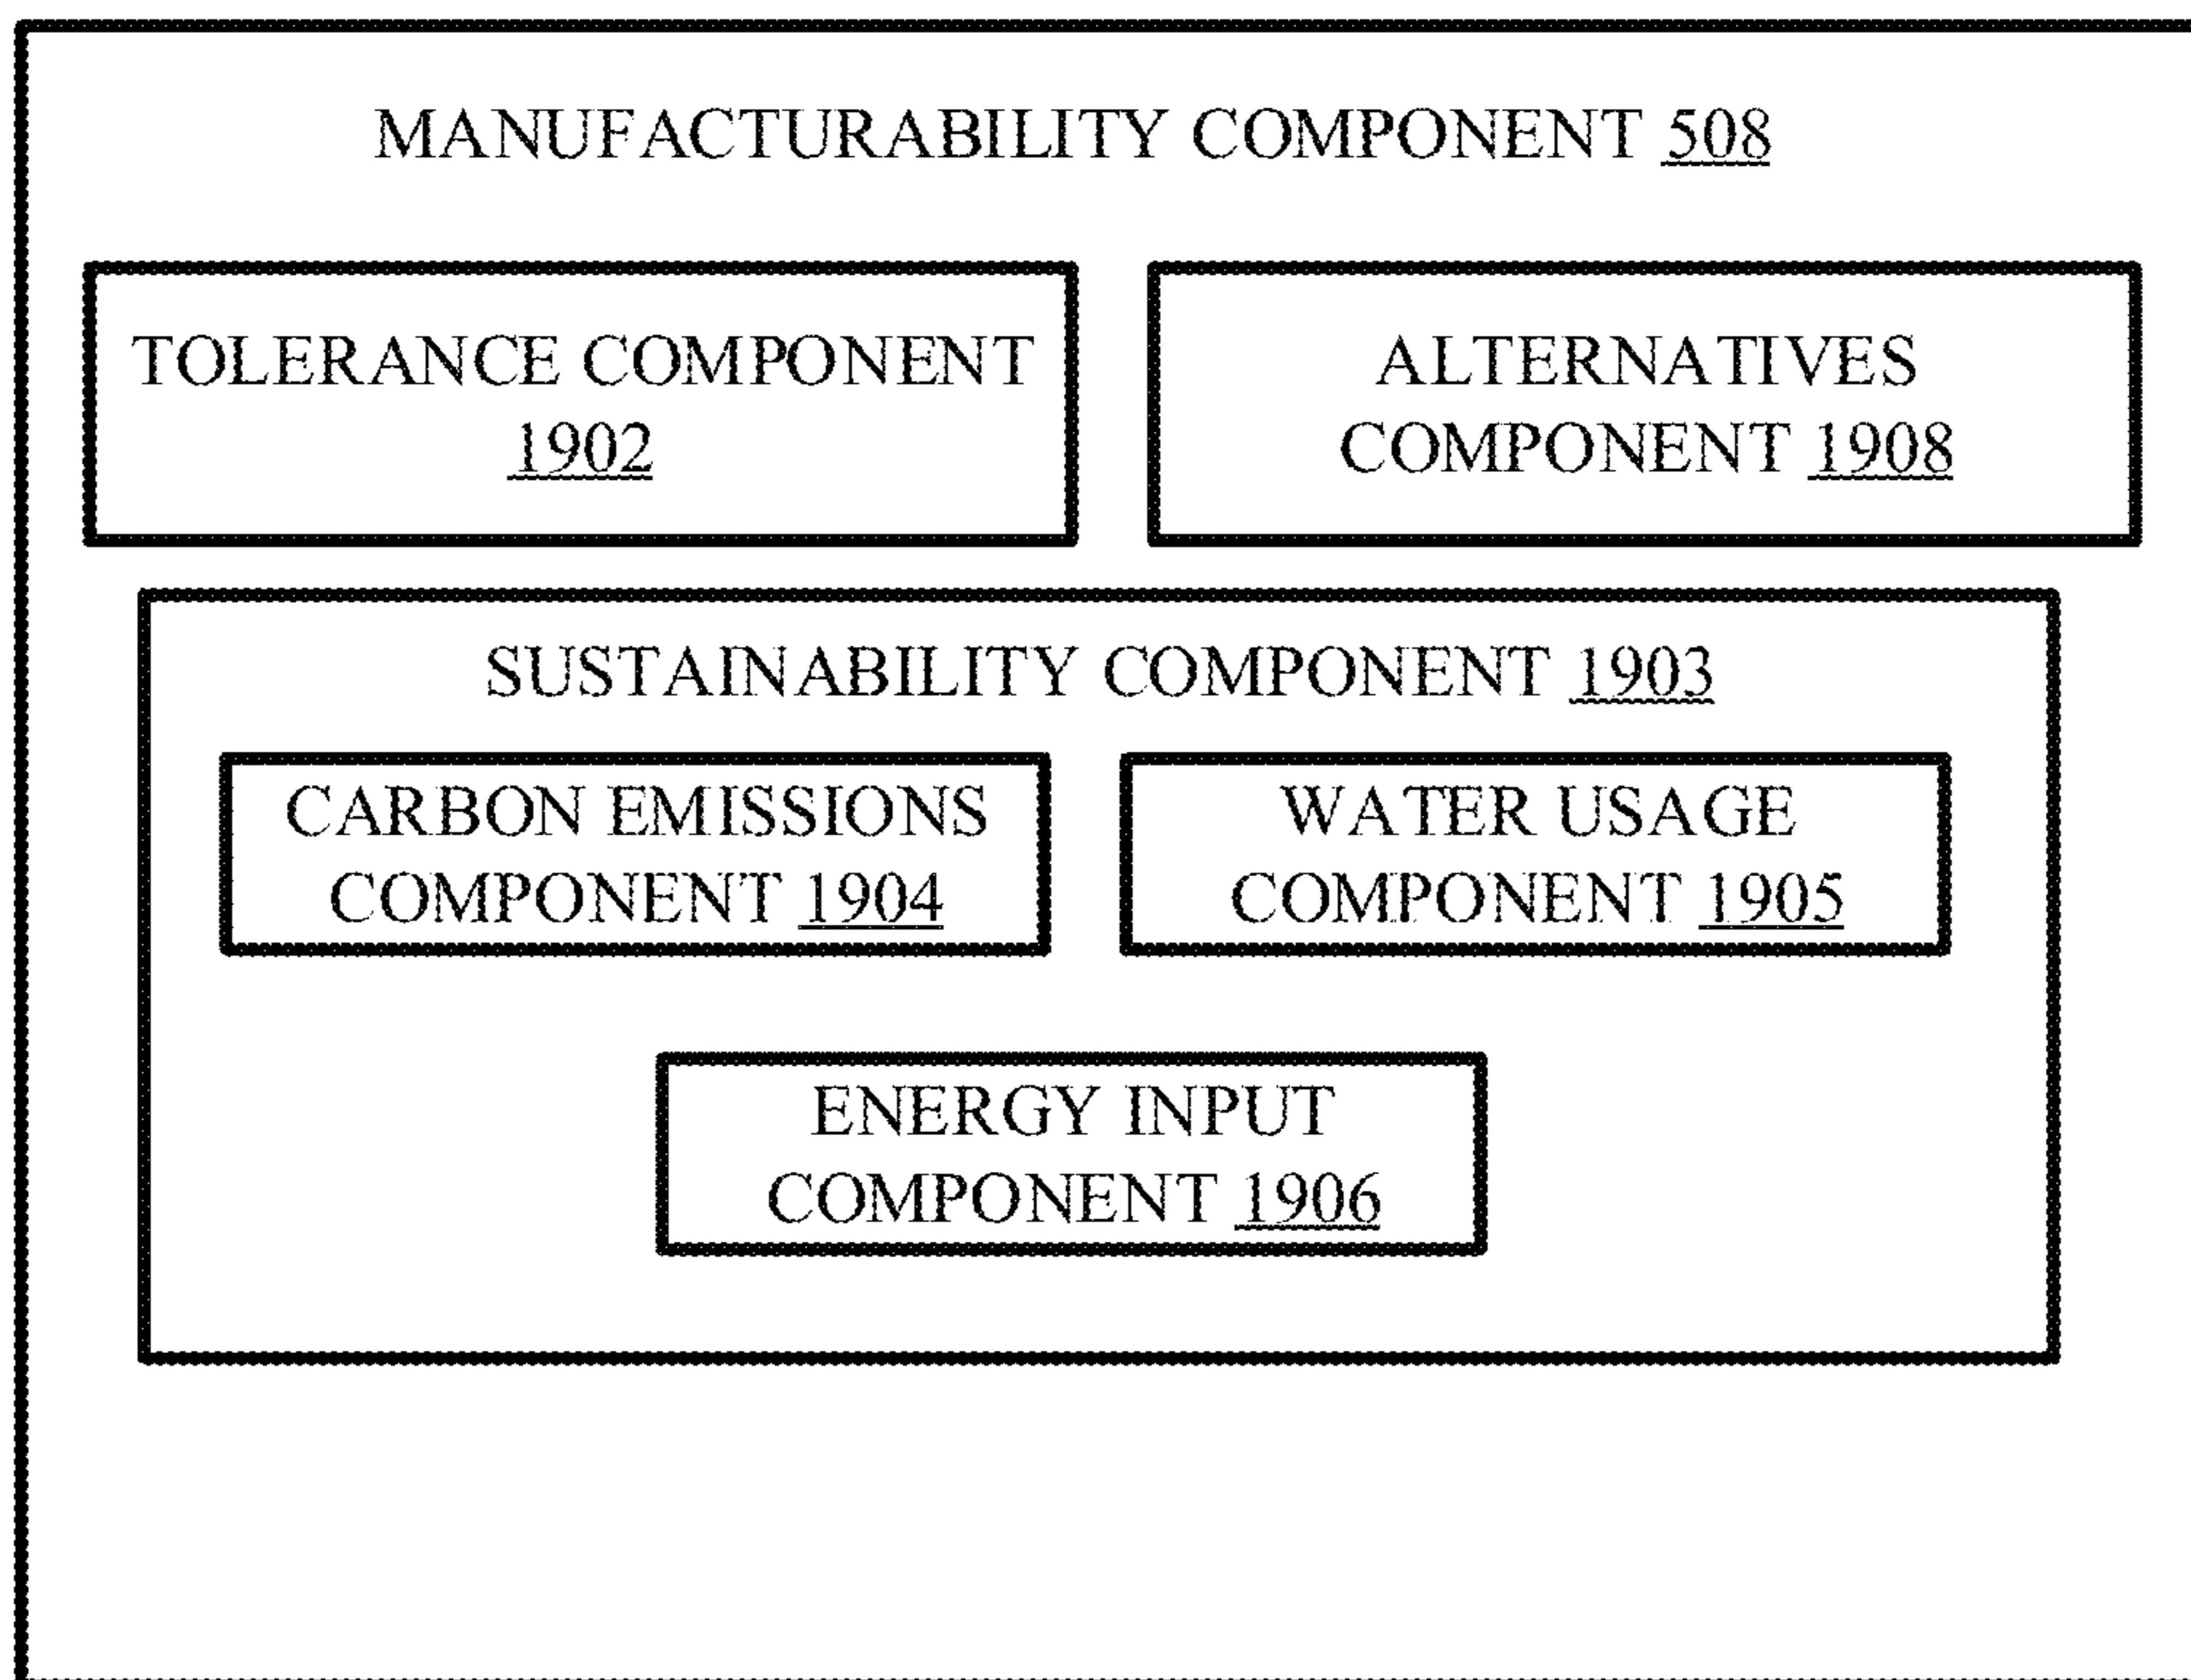 MANUFACTURABILITY COMPONENT 508
TOLERANCE COMPONENT
1902
ALTERNATIVES
COMPONENT 1908
SUSTAINABILITY COMPONENT 1903
CARBON EMISSIONS
COMPONENT 1904
WATER USAGE
COMPONENT 1905
ENERGY INPUT
COMPONENT 1906